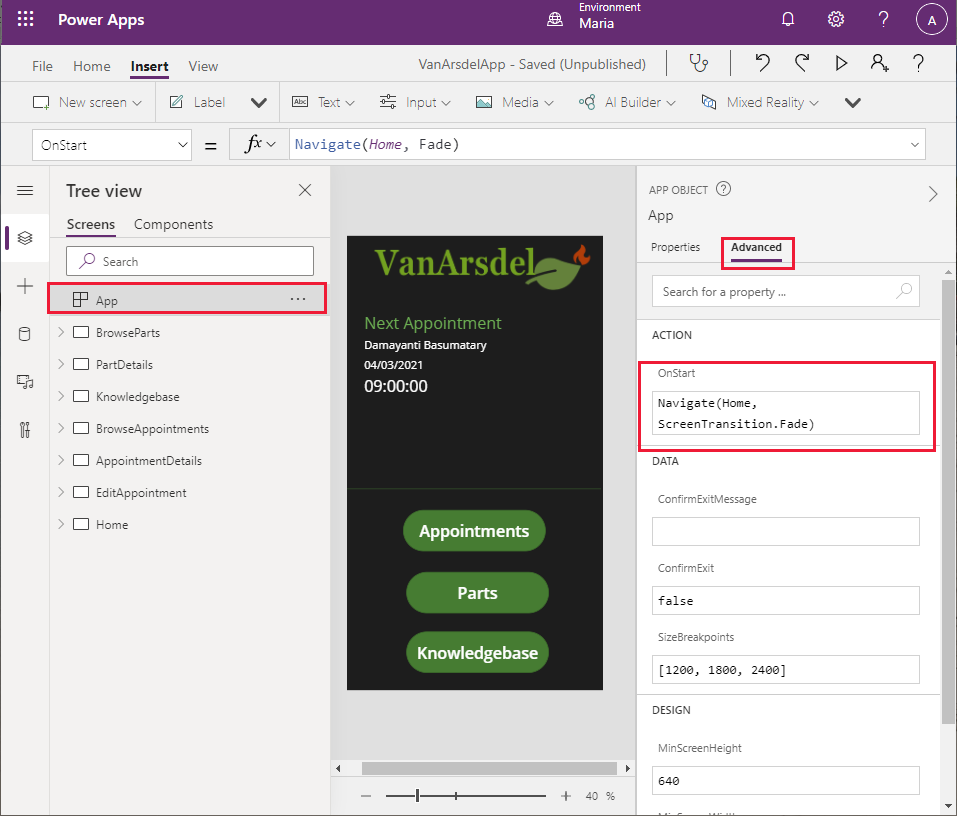 Power Apps
Environment
Maria
A
File Home Insert View
VanArsdelApp - Saved (Unpublished)
New screen
Label
Abc Text
Input
Media
AI Builder
Mixed Reality
OnStart
=
fx
Navigate(Home, Fade)
Tree view
Screens Components
Search
App
BrowseParts
PartDetails
Knowledgebase
BrowseAppointments
AppointmentDetails
EditAppointment
Home
VanArsdel
Next Appointment
Damayanti Basumatary
04/03/2021
09:00:00
Appointments
Parts
Knowledgebase
40 %
APP OBJECT
App
Properties Advanced
Search for a property ...
ACTION
OnStart
Navigate(Home,
ScreenTransition.Fade)
DATA
ConfirmExitMessage
ConfirmExit
false
SizeBreakpoints
[1200, 1800, 2400]
DESIGN
MinScreenHeight
640